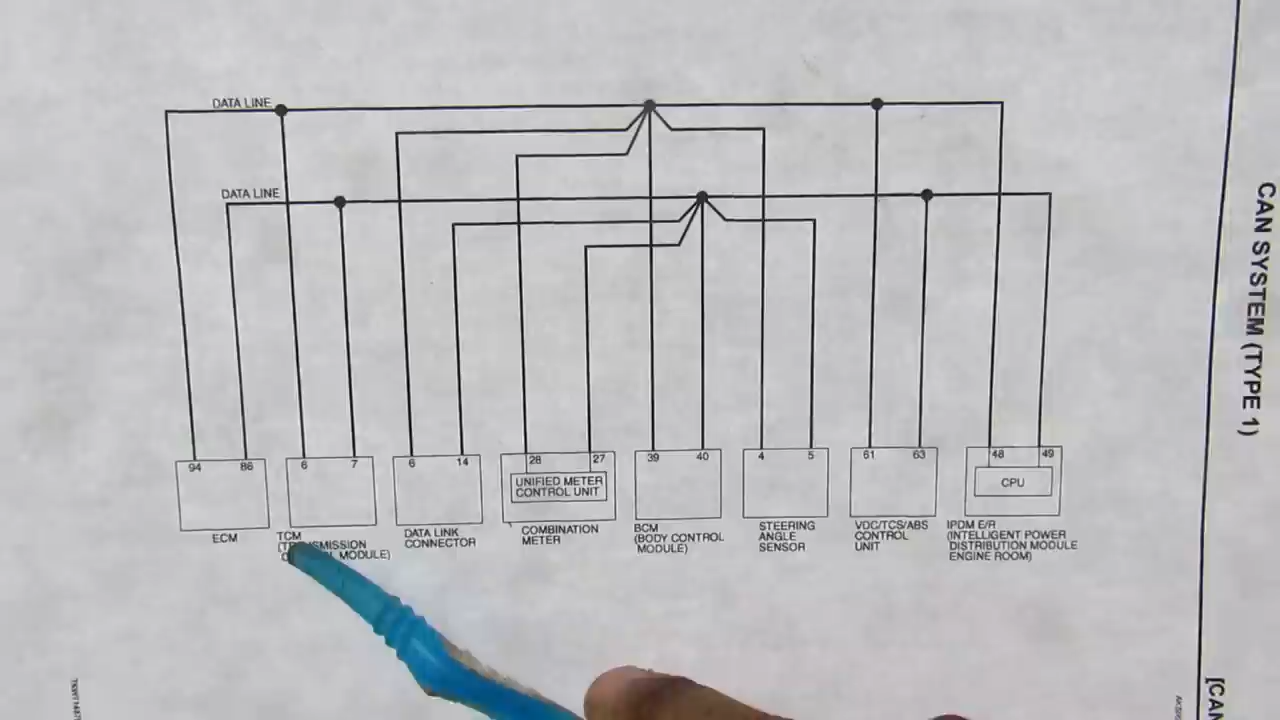 DATA LINE
DATA LINE
94 86 6 7 6 14 28 27 39 40 4 5 61 63 48 49
UNIFIED METER
CONTROL UNIT
CPU
ECM
TCM
MODULE)
DATA LINK
CONNECTOR
COMBINATION
METER
BCM
(BODY CONTROL
MODULE)
STEERING
ANGLE
SENSOR
VDC/TCS/ABS
CONTROL
UNIT
IPDM E/R
(INTELLIGENT POWER
DISTRIBUTION MODULE
ENGINE ROOM)
CAN SYSTEM (TYPE 1)
[CAN